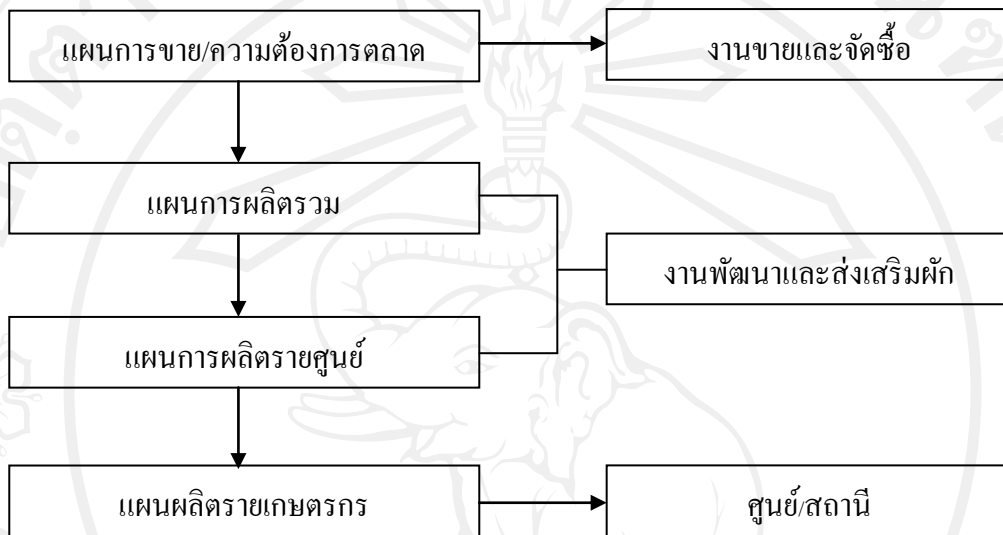 แผนการขาย/ความต้องการตลาด
งานขายและจัดซื้อ
แผนการผลิตรวม
งานพัฒนาและส่งเสริมผัก
แผนการผลิตรายศูนย์
แผนผลิตรายเกษตรกร
ศูนย์/สถานี